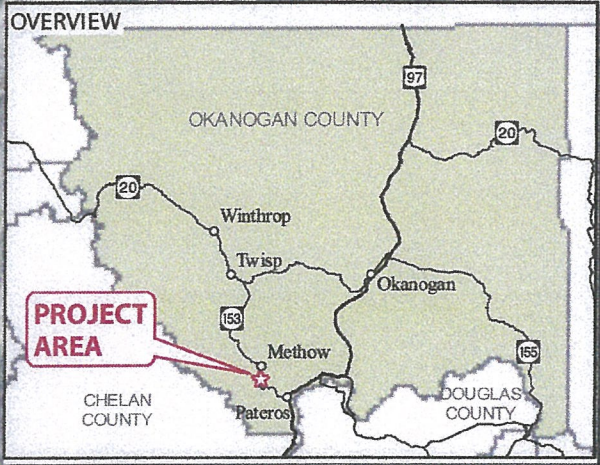 OVERVIEW
97
OKANOGAN COUNTY
20
20
Winthrop
Twisp
Okanogan
153
PROJECT
AREA
Methow
155
CHELAN
COUNTY
Pateros
DOUGLAS
COUNTY